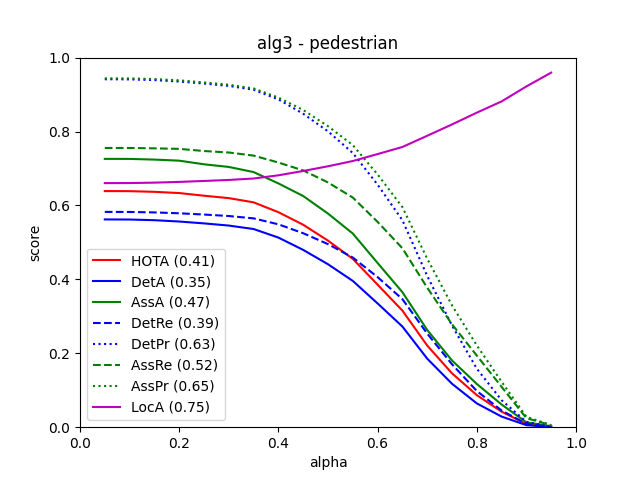 alg3 - pedestrian
1.0
0.8
0.6
0.4
0.2
0.0
score
HOTA (0.41)
DetA (0.35)
AssA (0.47)
DetRe (0.39)
DetPr (0.63)
AssRe (0.52)
AssPr (0.65)
LocA (0.75)
0.0 0.2 0.4 0.6 0.8 1.0
alpha